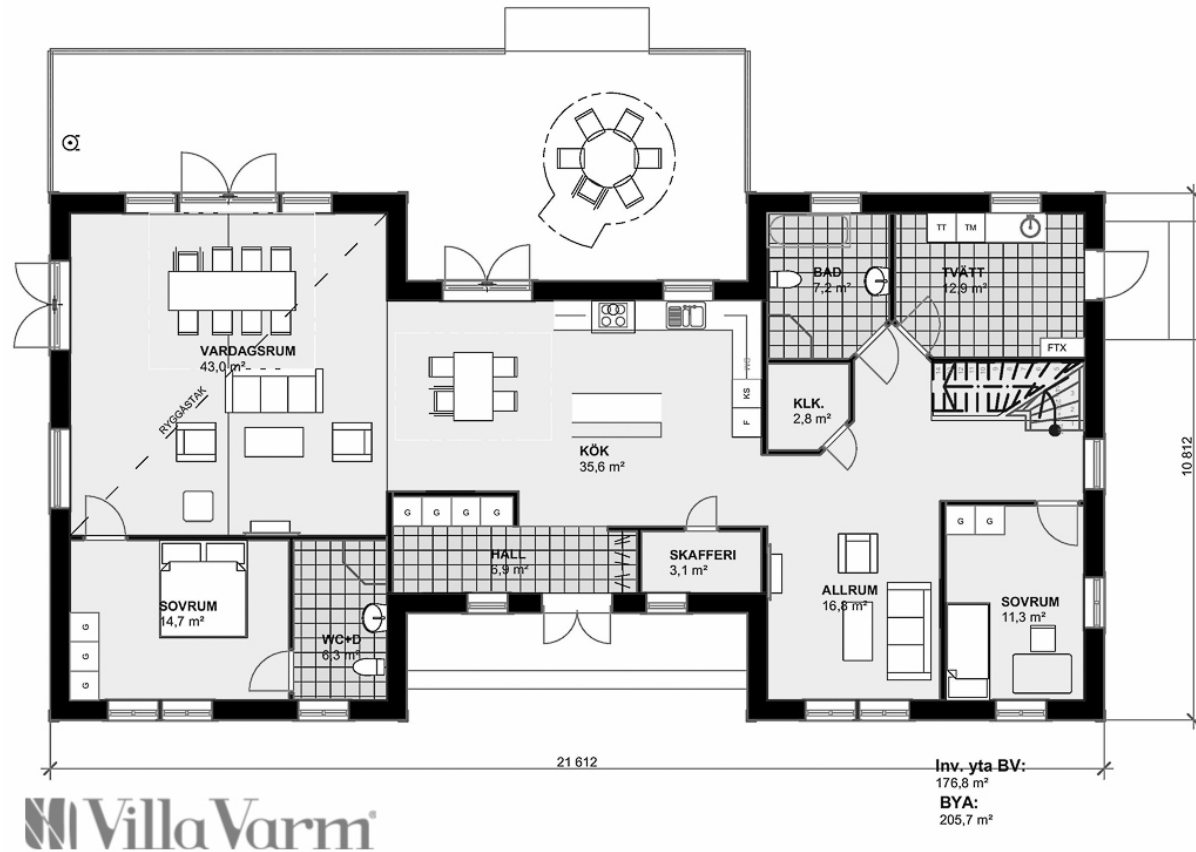 TT TM
BAD
7,2 m²
TVÄTT
12,9 m²
FTX
VARDAGSRUM
43,0 m²
RYGGÅSTAK
DM
KS
F
KLK.
2,8 m²
KÖK
35,6 m²
10 812
G G G G
G G
HALL
6,9 m²
SKAFFERI
3,1 m²
ALLRUM
16,8 m²
SOVRUM
11,3 m²
SOVRUM
14,7 m²
WC+D
6,3 m²
G
G
G
21 612
Inv. yta BV:
176,8 m²
BYA:
205,7 m²
Villa Varm